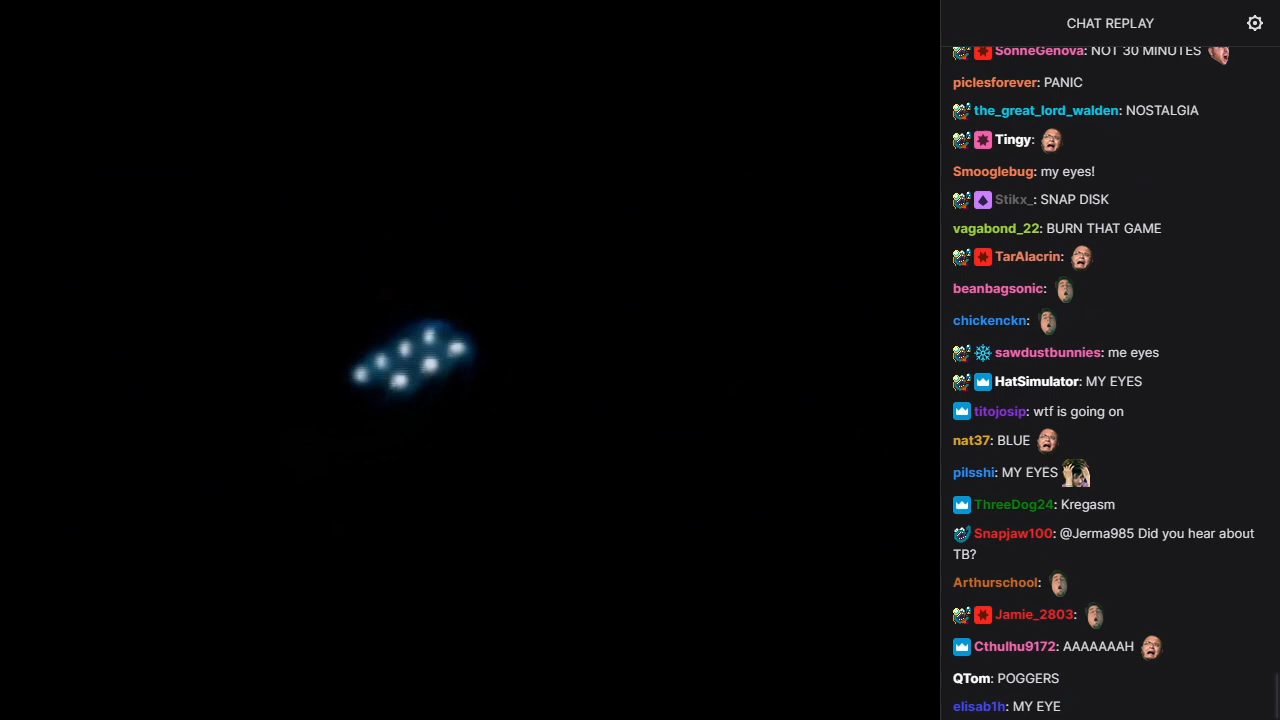 CHAT REPLAY
SonneGenova: NOT 30 MINUTES
piclesforever: PANIC
the_great_lord_walden: NOSTALGIA
Tingy:
Smooglebug: my eyes!
Stikx_: SNAP DISK
vagabond_22: BURN THAT GAME
TarAlacrin:
beanbagsonic:
chickenckn:
sawdustbunnies: me eyes
HatSimulator: MY EYES
titojosip: wtf is going on
nat37: BLUE
pilsshi: MY EYES
ThreeDog24: Kregasm
Snapjaw100: @Jerma985 Did you hear about
TB?
Arthurschool:
Jamie_2803:
Cthulhu9172: AAAAAAAH
QTom: POGGERS
elisab1h: MY EYE